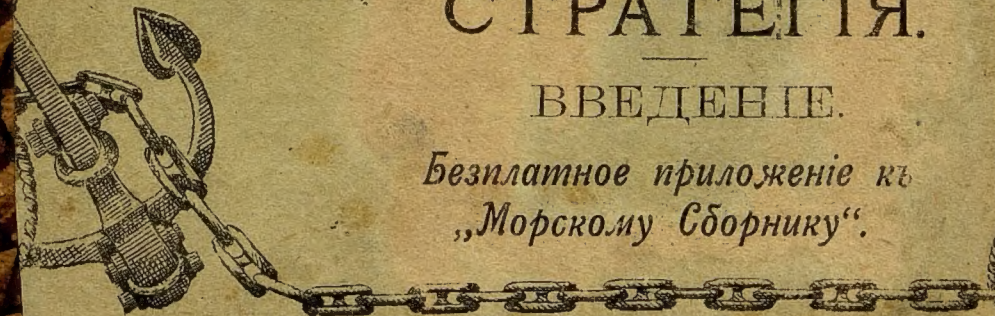 СТРАТЕГІЯ.
ВВЕДЕНІЕ.
Безплатное приложеніе къ
„Морскому Сборнику“.